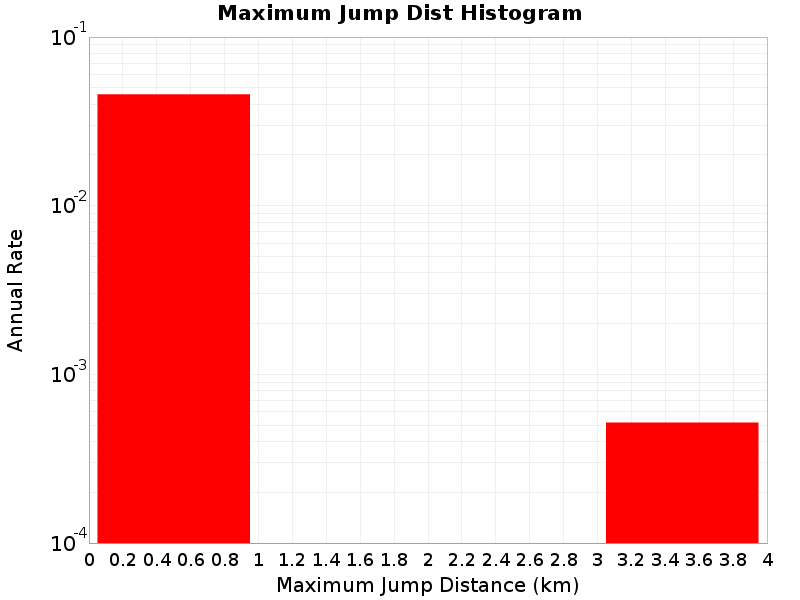 Maximum Jump Dist Histogram
10-1
10-2
10-3
10-4
Annual Rate
0 0.2 0.4 0.6 0.8 1 1.2 1.4 1.6 1.8 2 2.2 2.4 2.6 2.8 3 3.2 3.4 3.6 3.8 4
Maximum Jump Distance (km)